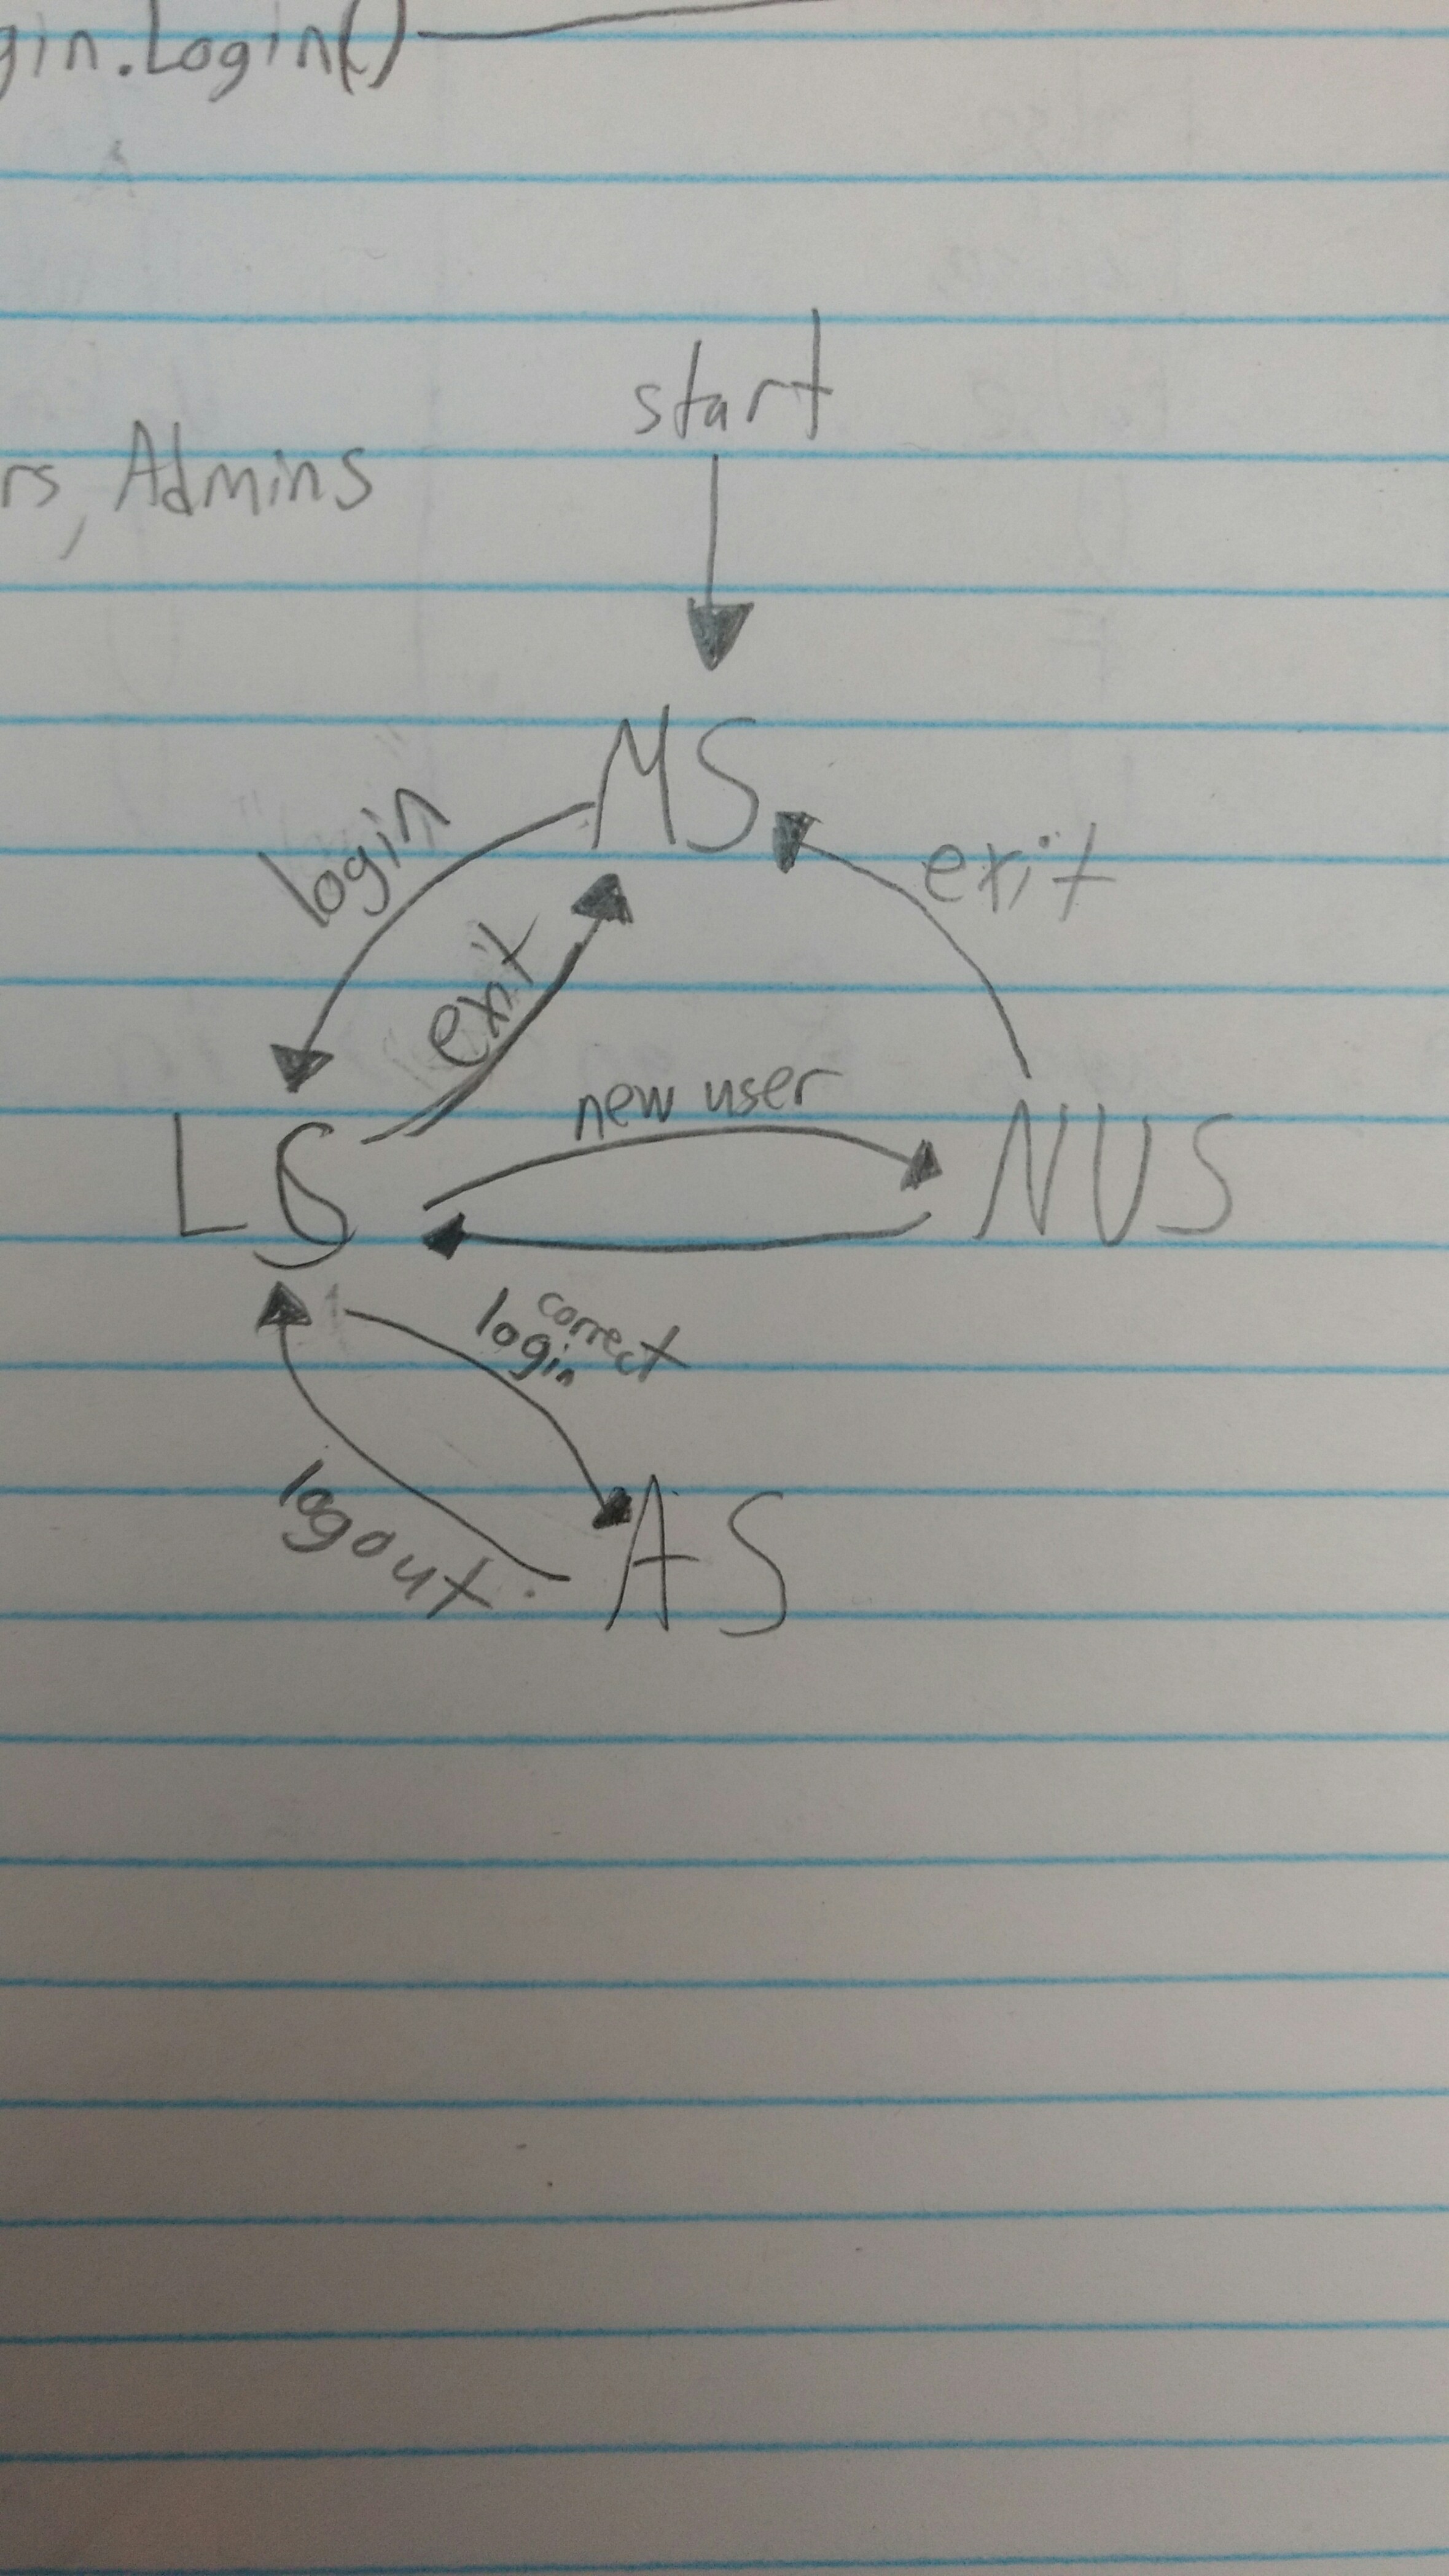 gin.Login()
start
rs, Admins
MS
login
exit
exit
new user
LS
NUS
correct
login
logout
AS